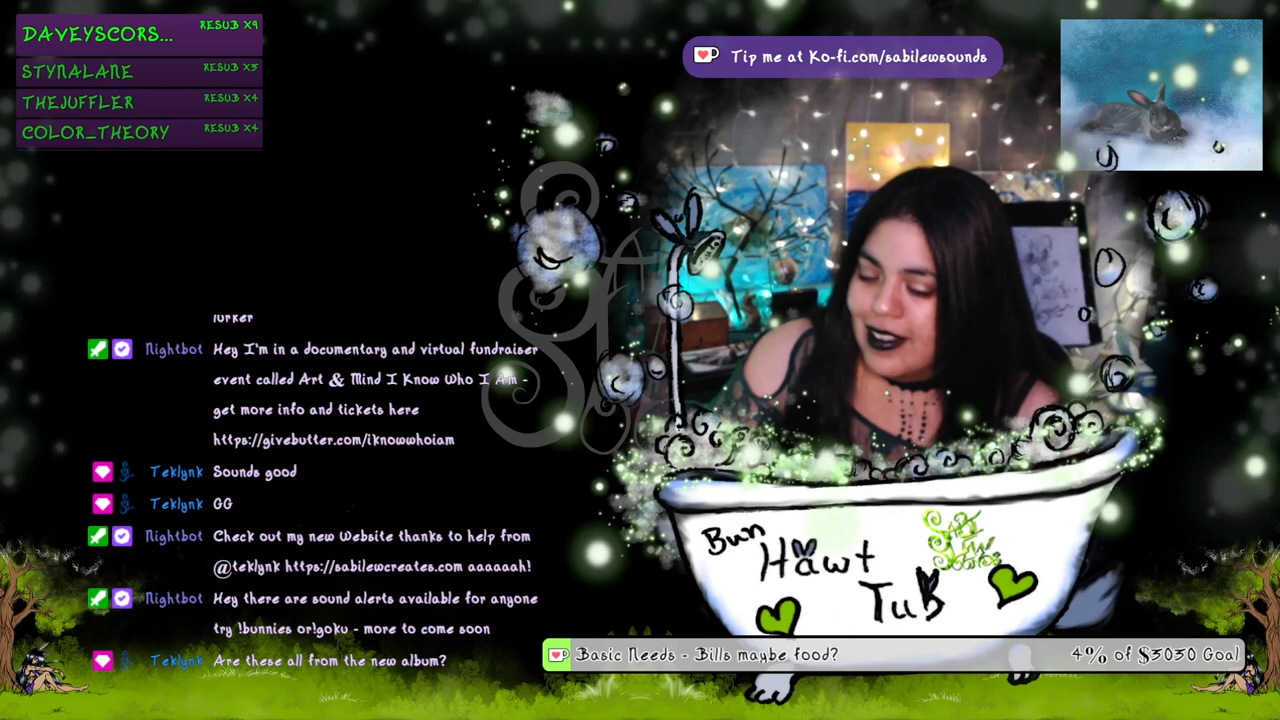 DAVEYSCORS... RESUB X9
STYNALANE RESUB X3
THEJUFFLER RESUB X4
COLOR_THEORY RESUB X4
Tip me at Ko-fi.com/sabilewsounds
lurker
Nightbot Hey I'm in a documentary and virtual fundraiser
event called Art & Mind I Know Who I Am -
get more info and tickets here
https://givebutter.com/iknowwhoiam
Teklynk Sounds good
Teklynk GG
Nightbot Check out my new Website thanks to help from
@teklynk https://sabilewcreates.com aaaaaah!
Nightbot Hey there are sound alerts available for anyone
try !bunnies or!goku - more to come soon
Teklynk Are these all from the new album?
Bun
Hawt
TuB
Basic Needs - Bills maybe food? 4% of $3030 Goal